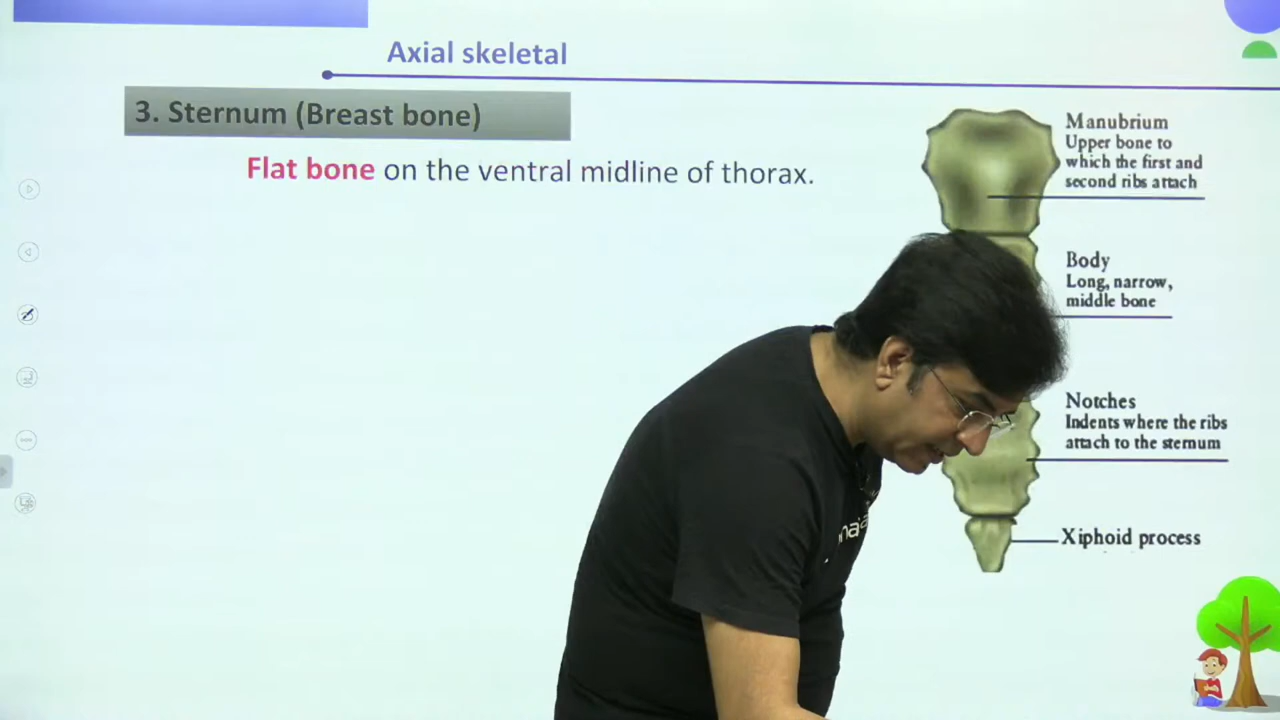 Axial skeletal
3. Sternum (Breast bone)
Flat bone on the ventral midline of thorax.
Manubrium
Upper bone to
which the first and
second ribs attach
Body
Long, narrow,
middle bone
Notches
Indents where the ribs
attach to the sternum
Xiphoid process